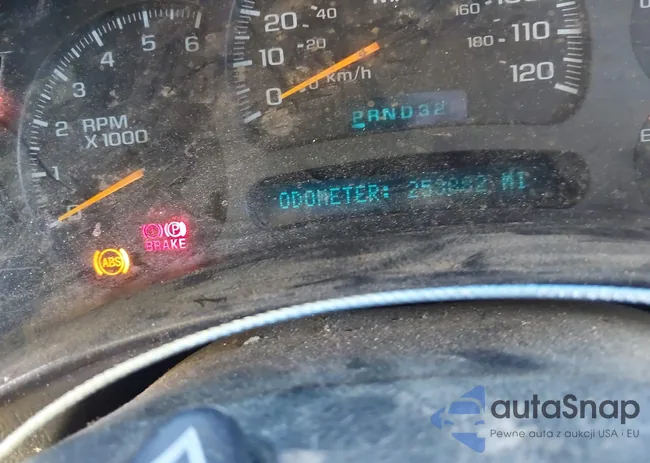 1 2 3 4 5 6
RPM
X1000
0 10 20
20 40
km/h
160
180
110
120
PRND32
ODOMETER: 253882 MI
ABS
P
BRAKE
autaSnap
Pewne auta z aukcji USA i EU